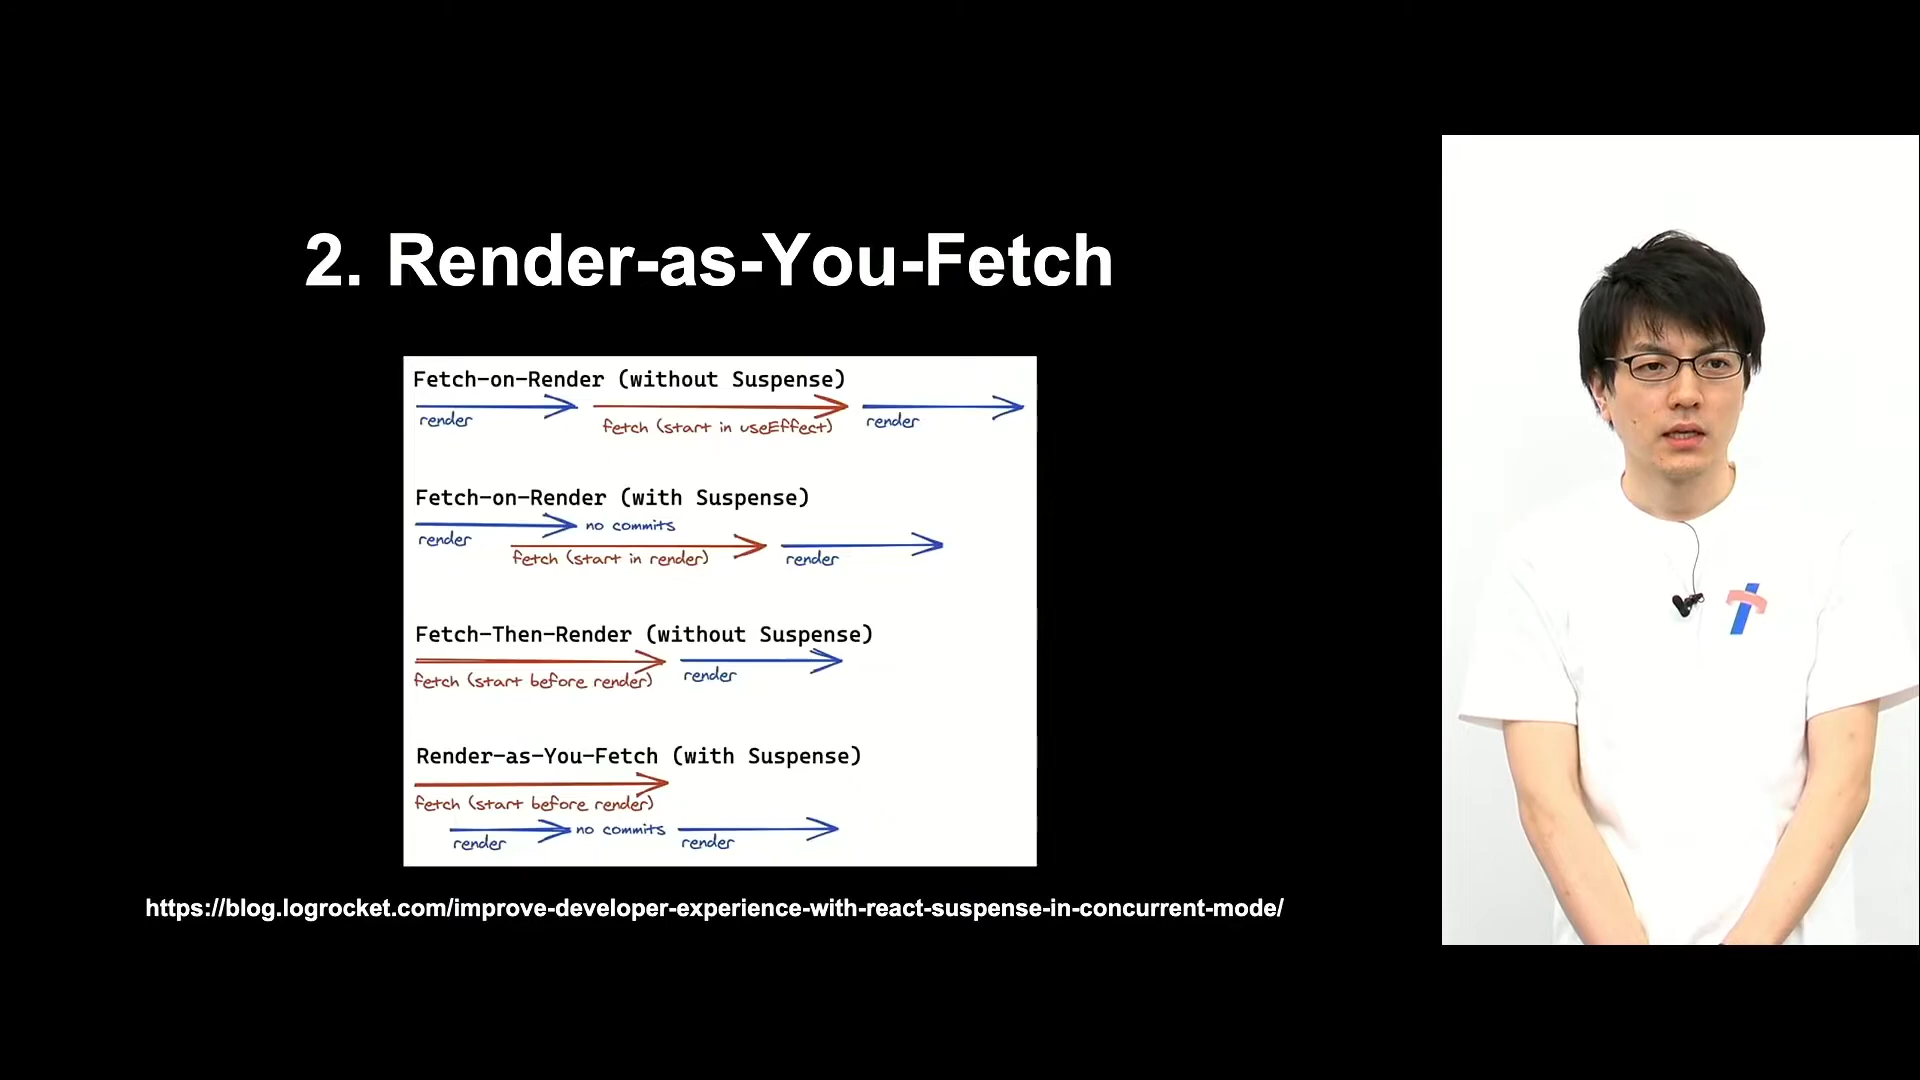 2. Render-as-You-Fetch
Fetch-on-Render (without Suspense)
render
fetch (start in useEffect)
render
Fetch-on-Render (with Suspense)
no commits
render
fetch (start in render)
render
Fetch-Then-Render (without Suspense)
fetch (start before render)
render
Render-as-You-Fetch (with Suspense)
fetch (start before render)
no commits
render
render
https://blog.logrocket.com/improve-developer-experience-with-react-suspense-in-concurrent-mode/